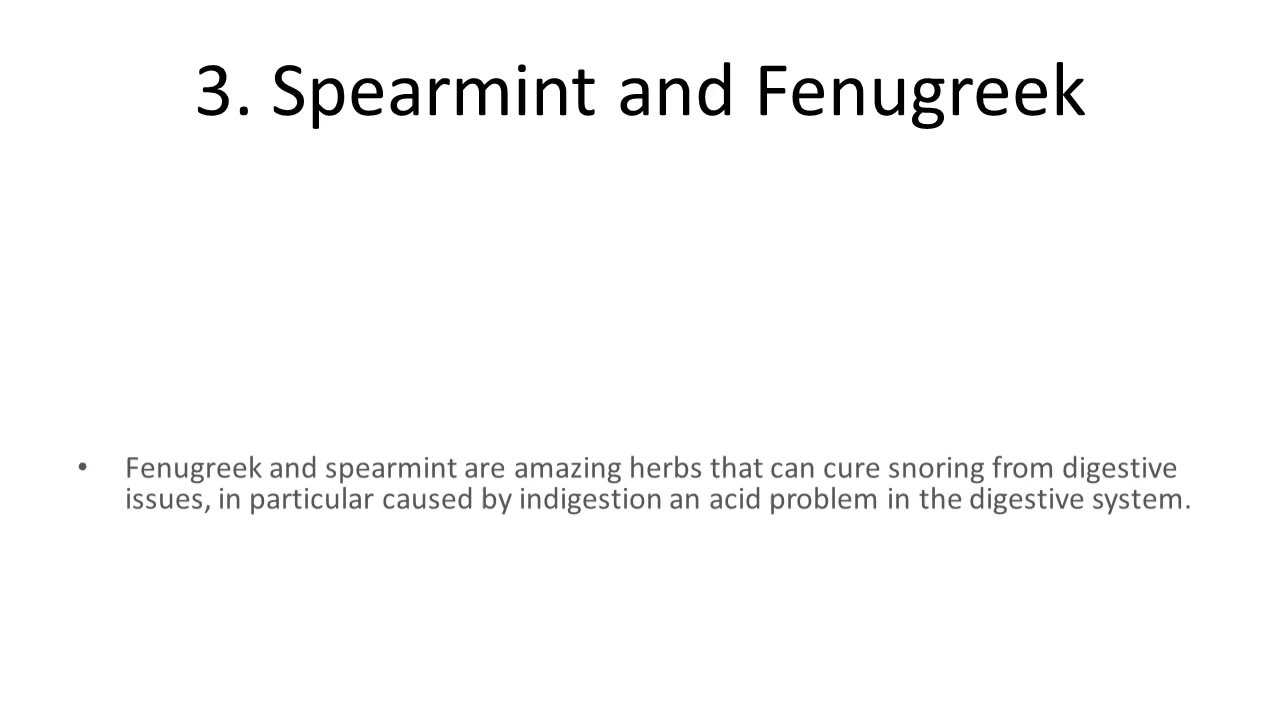 3. Spearmint and Fenugreek
• Fenugreek and spearmint are amazing herbs that can cure snoring from digestive
issues, in particular caused by indigestion an acid problem in the digestive system.